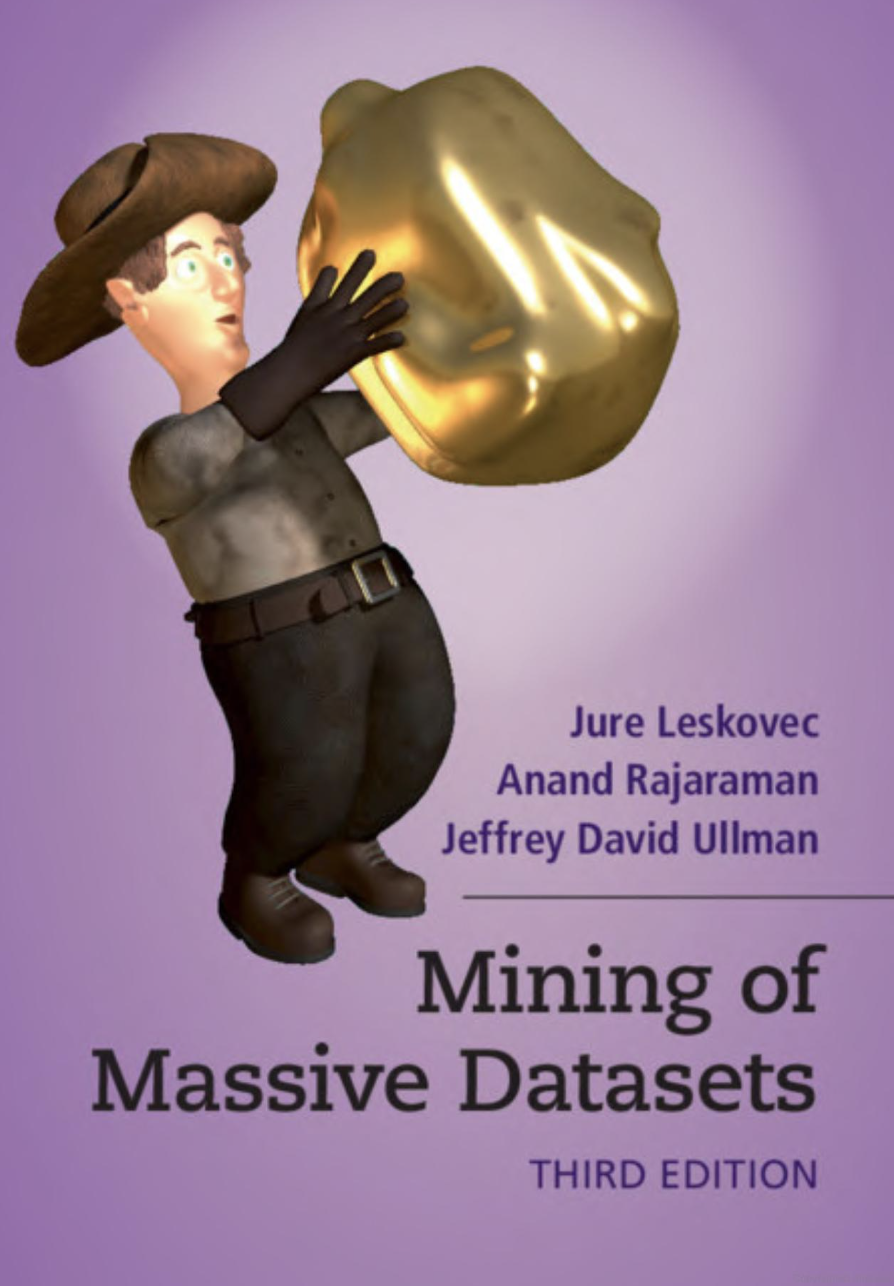 Jure Leskovec
Anand Rajaraman
Jeffrey David Ullman
Mining of
Massive Datasets
THIRD EDITION